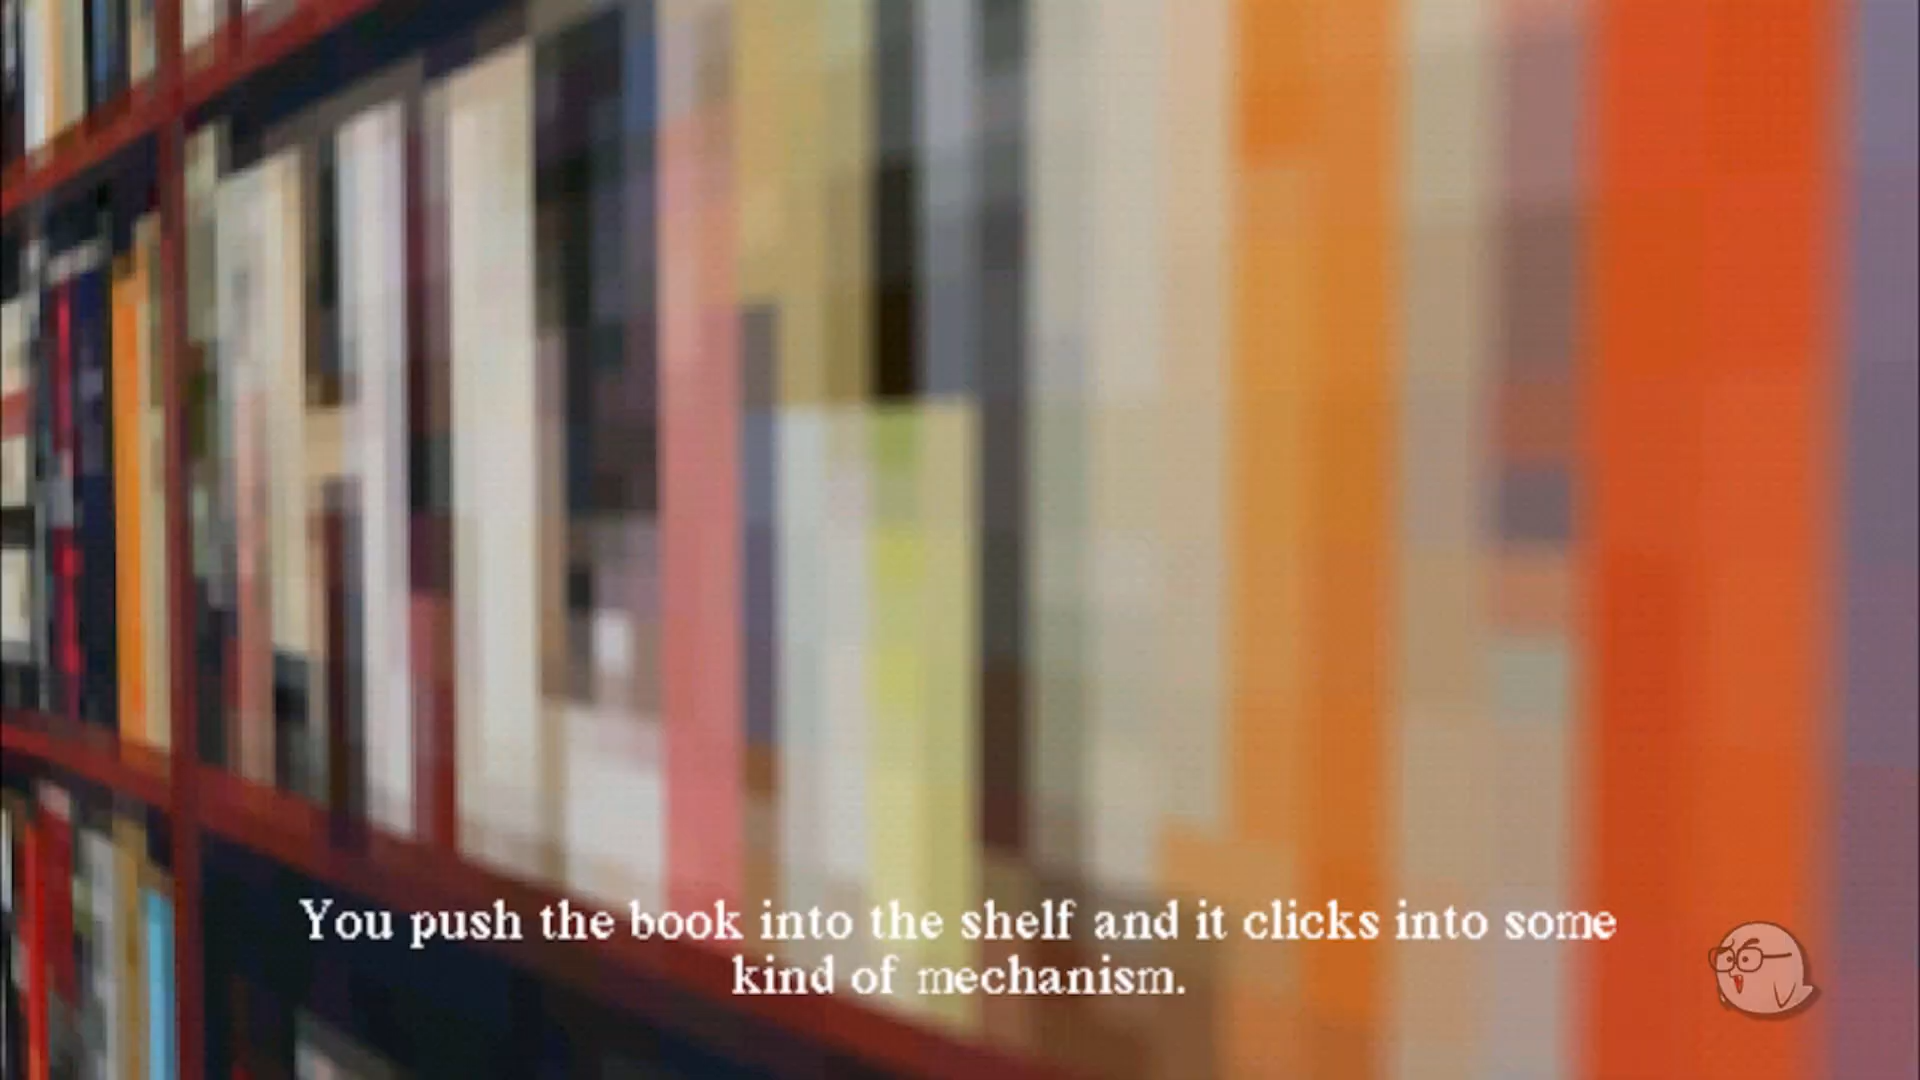 You push the book into the shelf and it clicks into some
kind of mechanism.